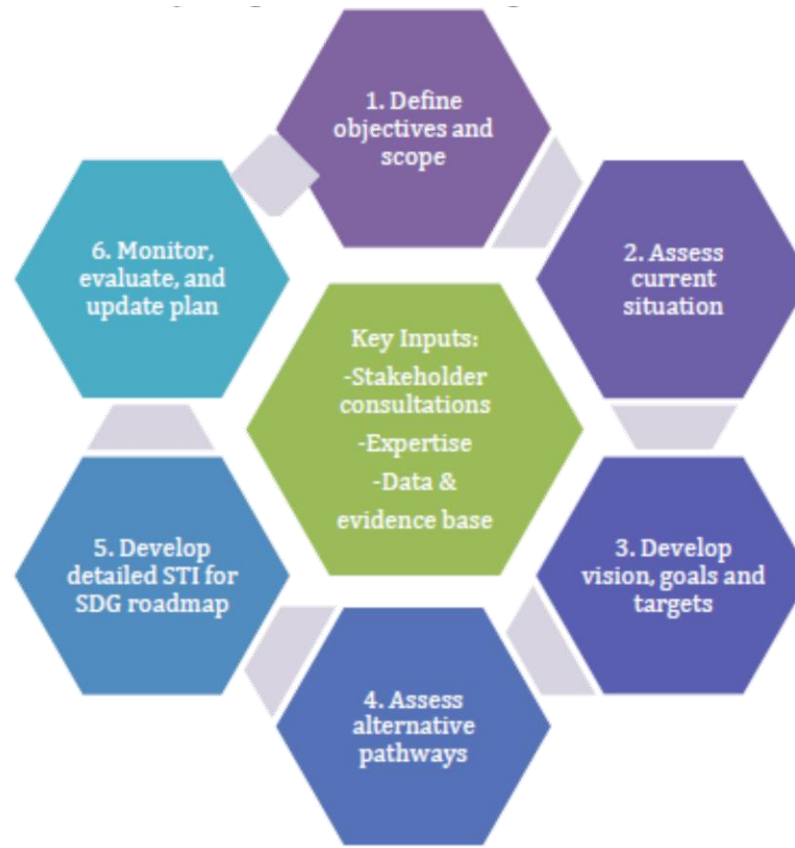 1. Define
objectives and
scope
2. Assess
current
situation
3. Develop
vision, goals and
targets
4. Assess
alternative
pathways
5. Develop
detailed STI for
SDG roadmap
6. Monitor,
evaluate, and
update plan
Key Inputs:
-Stakeholder
consultations
-Expertise
-Data &
evidence base